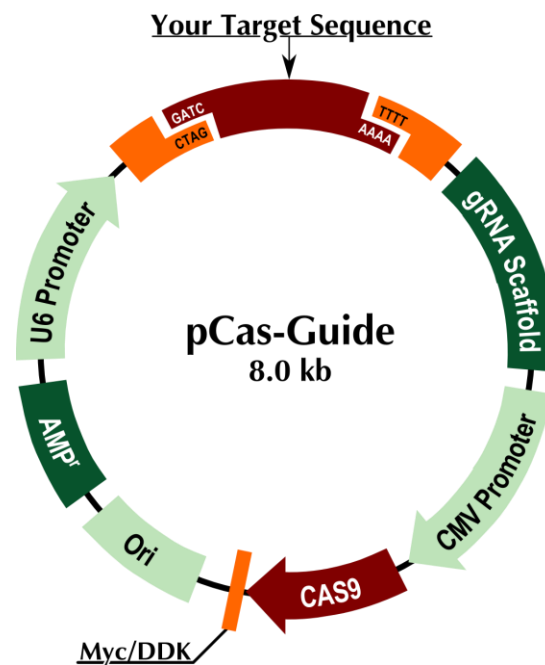 Your Target Sequence
GATC
CTAG
TTTT
AAAA
U6 Promoter
gRNA Scaffold
pCas-Guide
8.0 kb
AMPʳ
CMV Promoter
Ori
CAS9
Myc/DDK